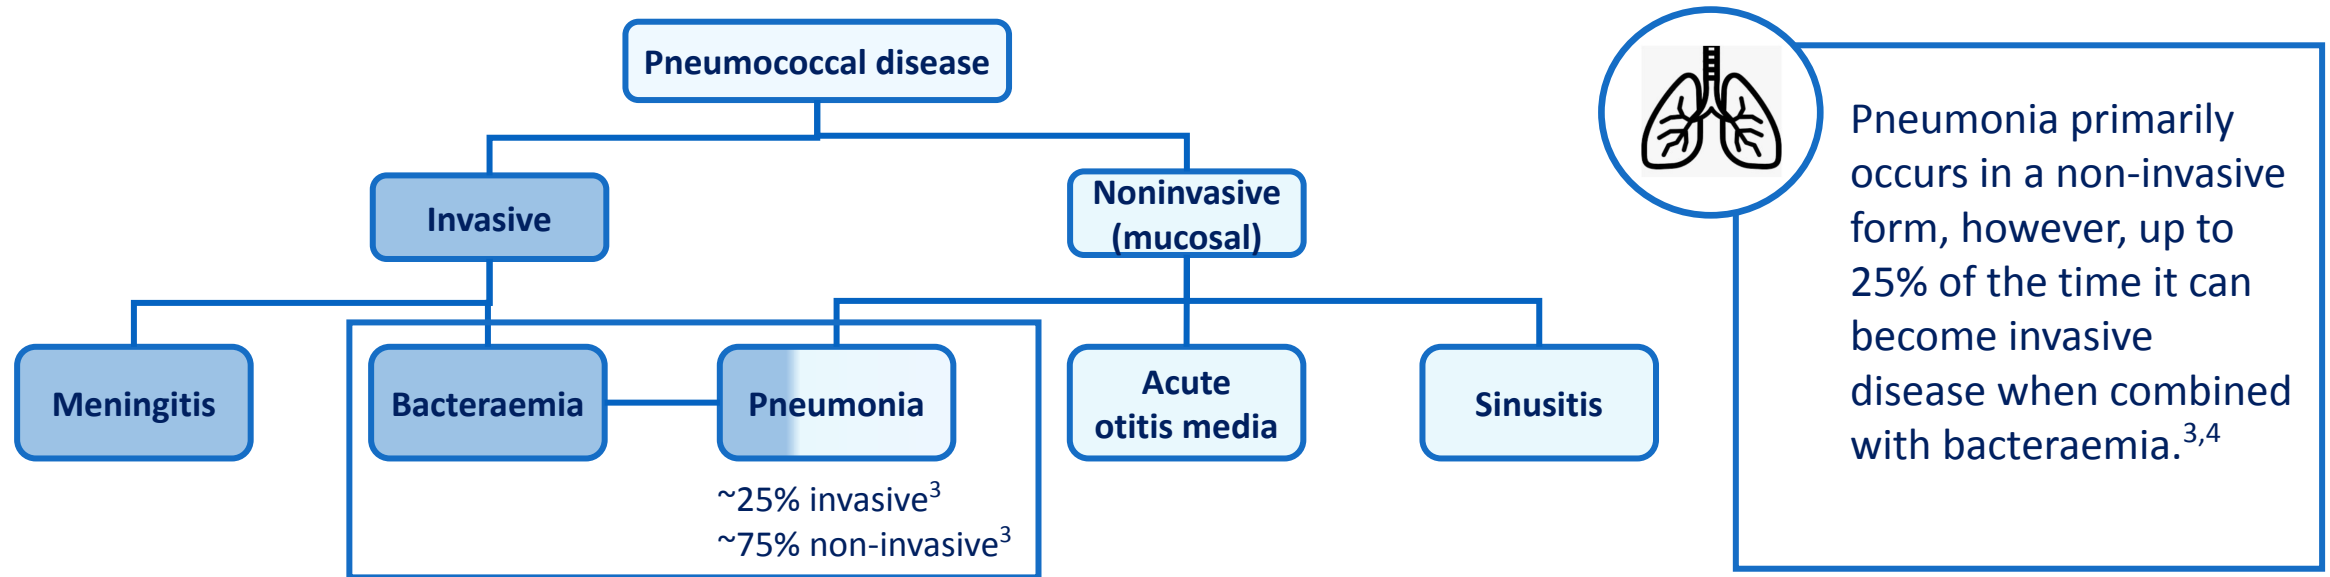 Pneumococcal disease
Invasive
Noninvasive
(mucosal)
Meningitis
Bacteraemia
Pneumonia
Acute
otitis media
Sinusitis
~25% invasive³
~75% non-invasive³
Pneumonia primarily
occurs in a non-invasive
form, however, up to
25% of the time it can
become invasive
disease when combined
with bacteraemia.³,⁴